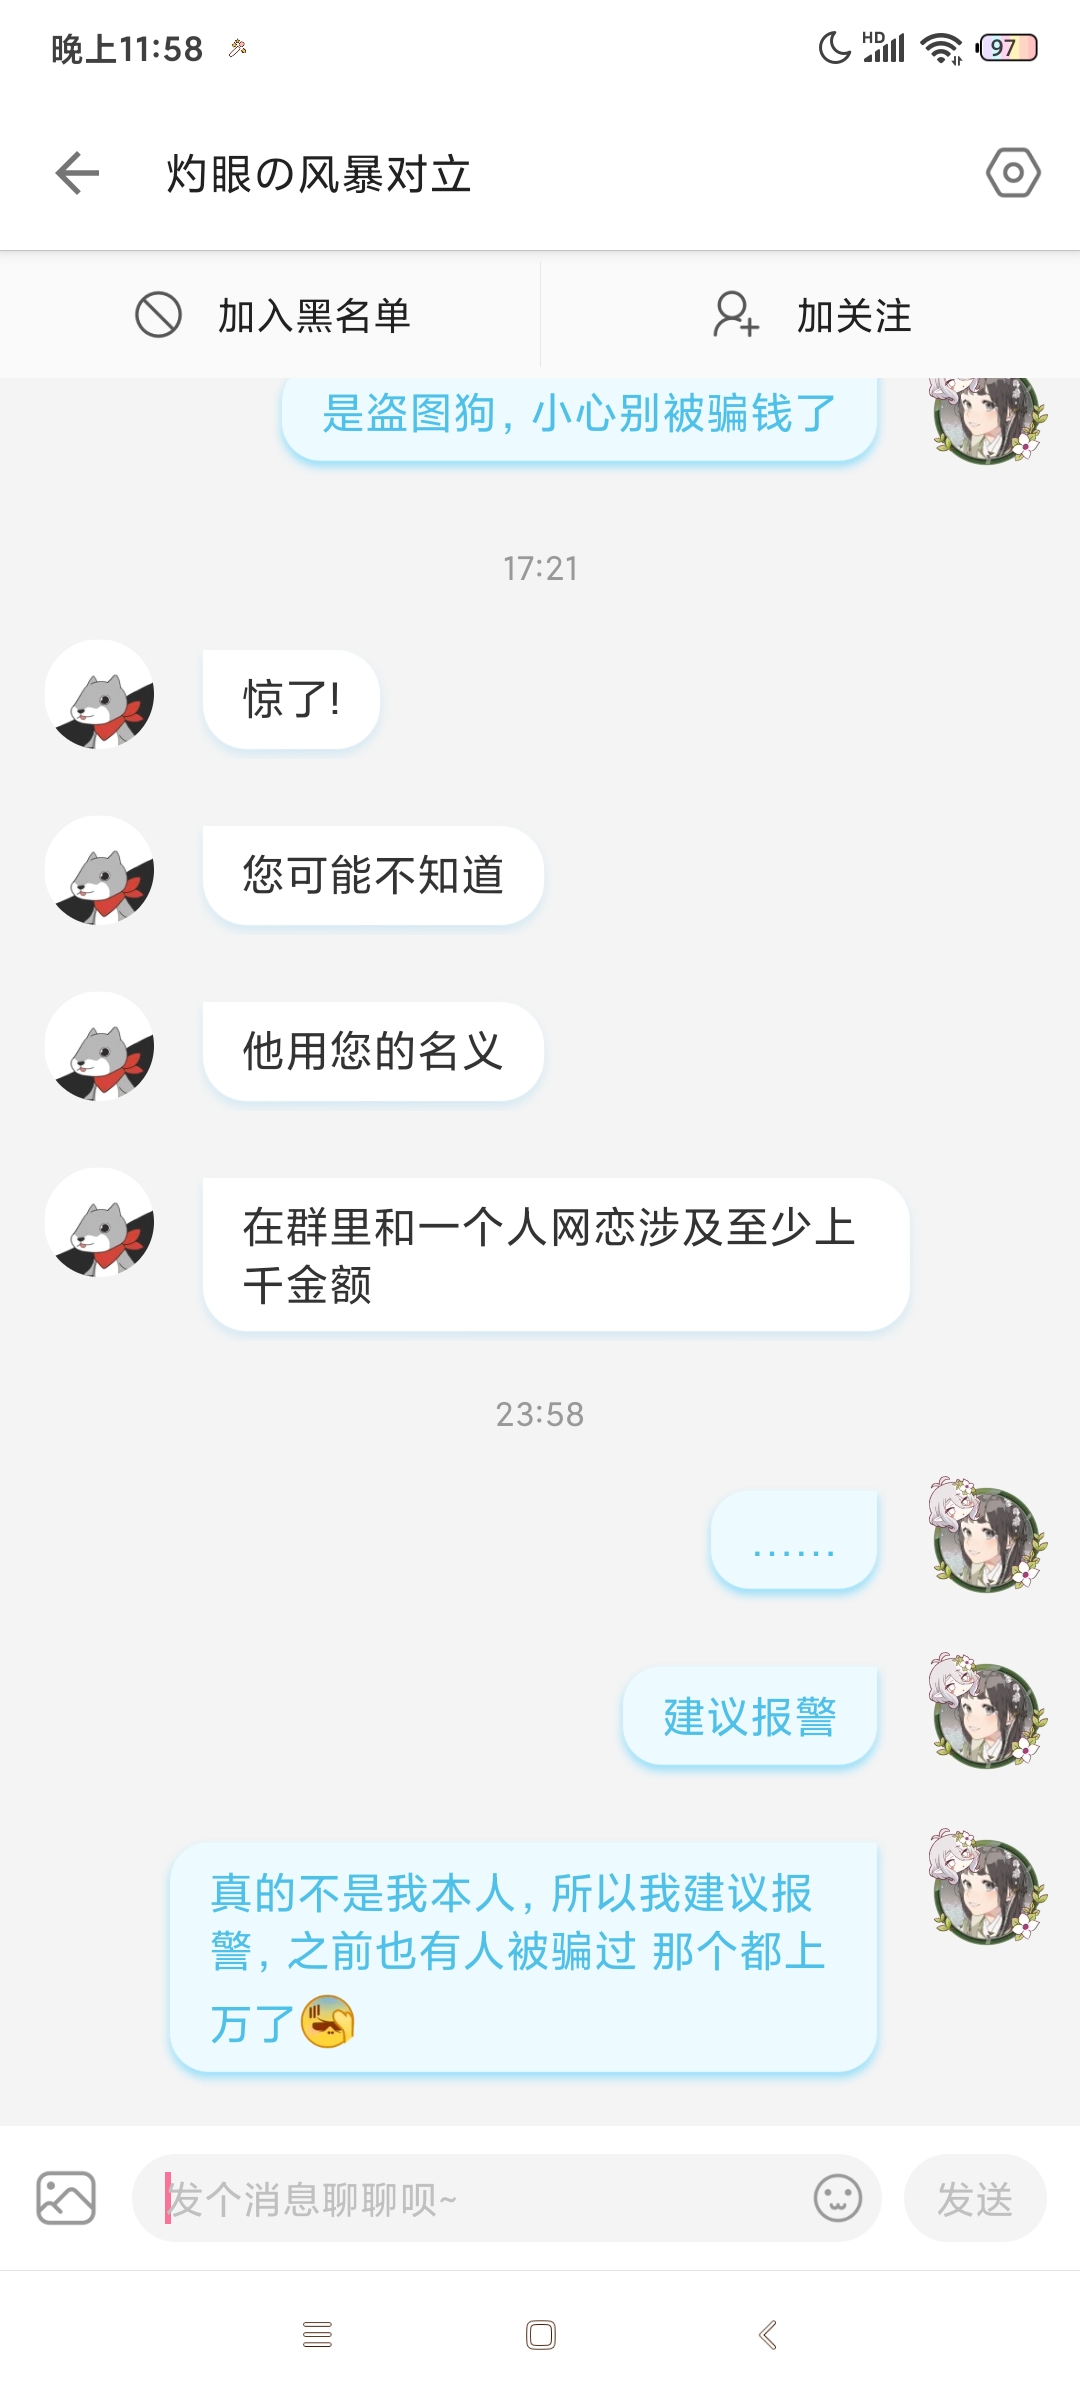 晚上11:58
HD
97
灼眼の风暴对立
加入黑名单
加关注
是盗图狗，小心别被骗钱了
17:21
惊了!
您可能不知道
他用您的名义
在群里和一个人网恋涉及至少上
千金额
23:58
......
建议报警
真的不是我本人，所以我建议报
警，之前也有人被骗过 那个都上
万了
发个消息聊聊呗~
发送